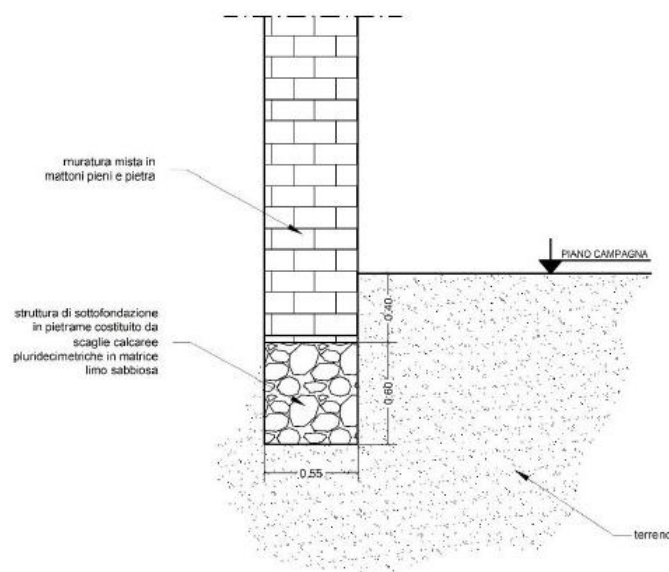 muratura mista in
mattoni pieni e pietra
PIANO CAMPAGNA
struttura di sottofondazione
in pietrame costituito da
scaglie calcaree
pluridecimetriche in matrice
limo sabbiosa
0.40
0.60
0.55
terreno